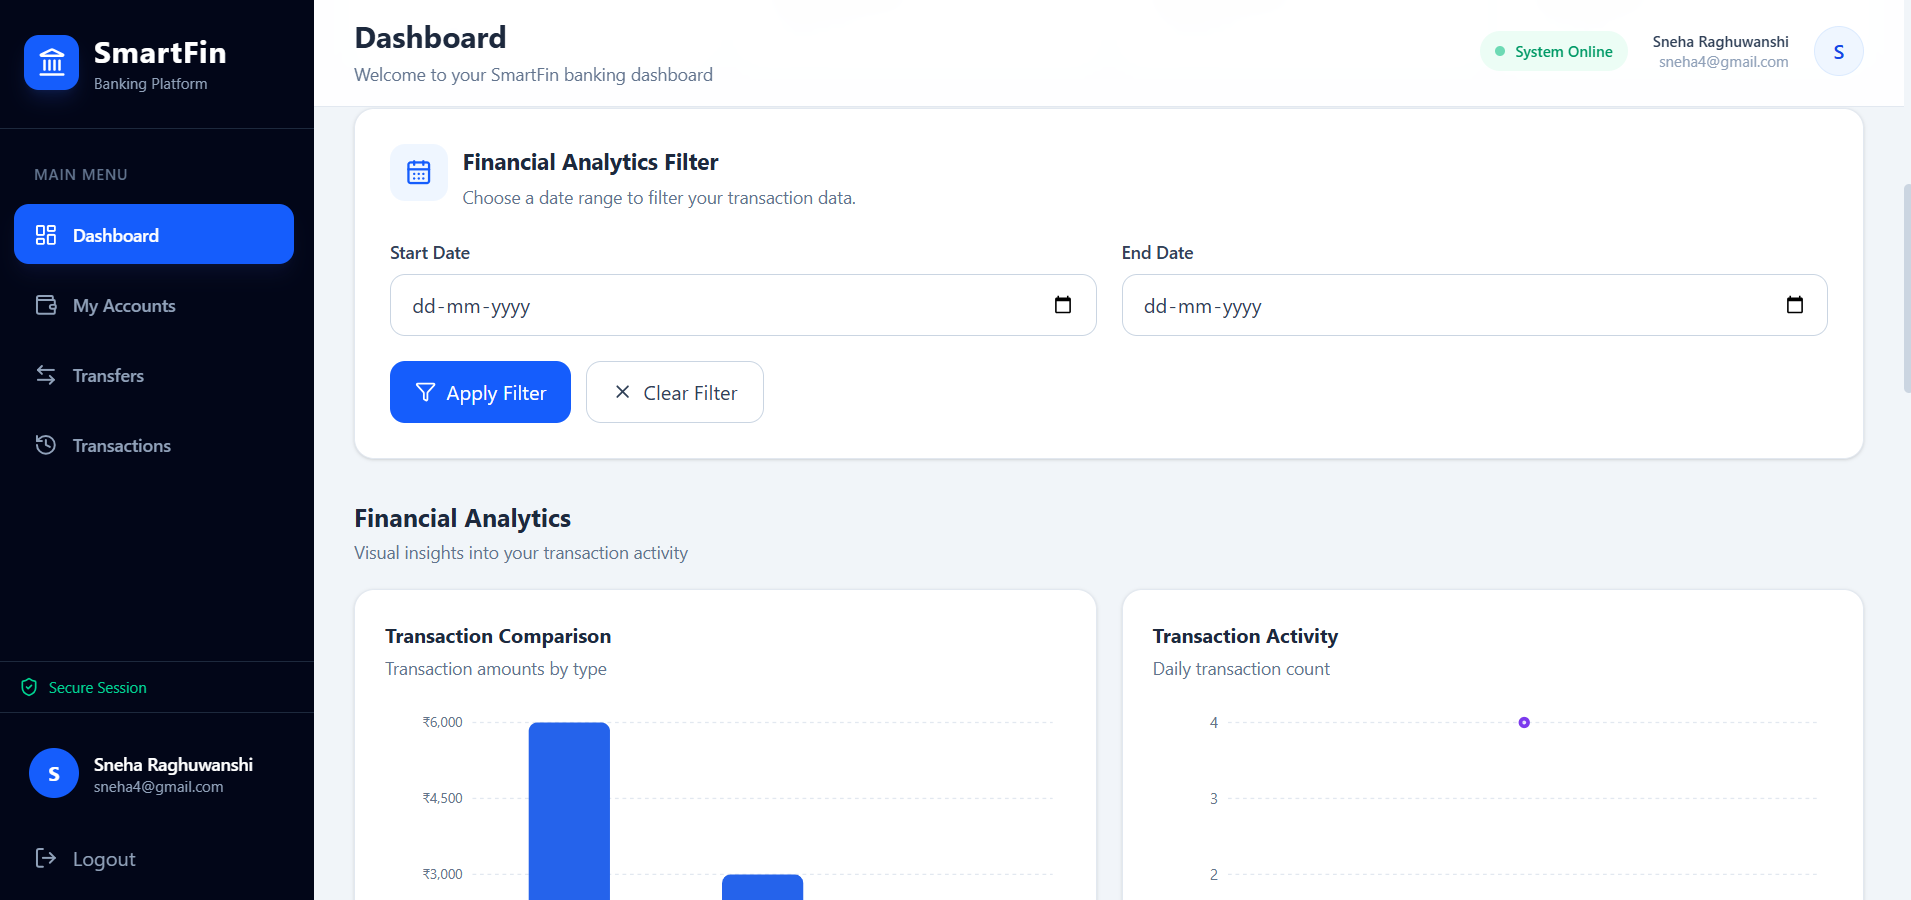 SmartFin
Banking Platform
MAIN MENU
Dashboard
My Accounts
Transfers
Transactions
Secure Session
S
Sneha Raghuwanshi
sneha4@gmail.com
Logout
Dashboard
Welcome to your SmartFin banking dashboard
System Online
Sneha Raghuwanshi
sneha4@gmail.com
S
Financial Analytics Filter
Choose a date range to filter your transaction data.
Start Date
dd-mm-yyyy
End Date
dd-mm-yyyy
Apply Filter
Clear Filter
Financial Analytics
Visual insights into your transaction activity
Transaction Comparison
Transaction amounts by type
₹6,000
₹4,500
₹3,000
Transaction Activity
Daily transaction count
4
3
2